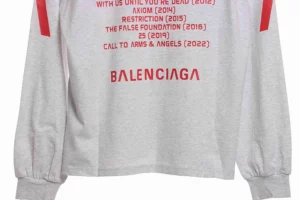 WITH US UNTIL YOU'RE DEAD (2012)
AXIOM (2014)
RESTRICTION (2015)
THE FALSE FOUNDATION (2016)
25 (2019)
CALL TO ARMS & ANGELS (2022)
BALENCIAGA